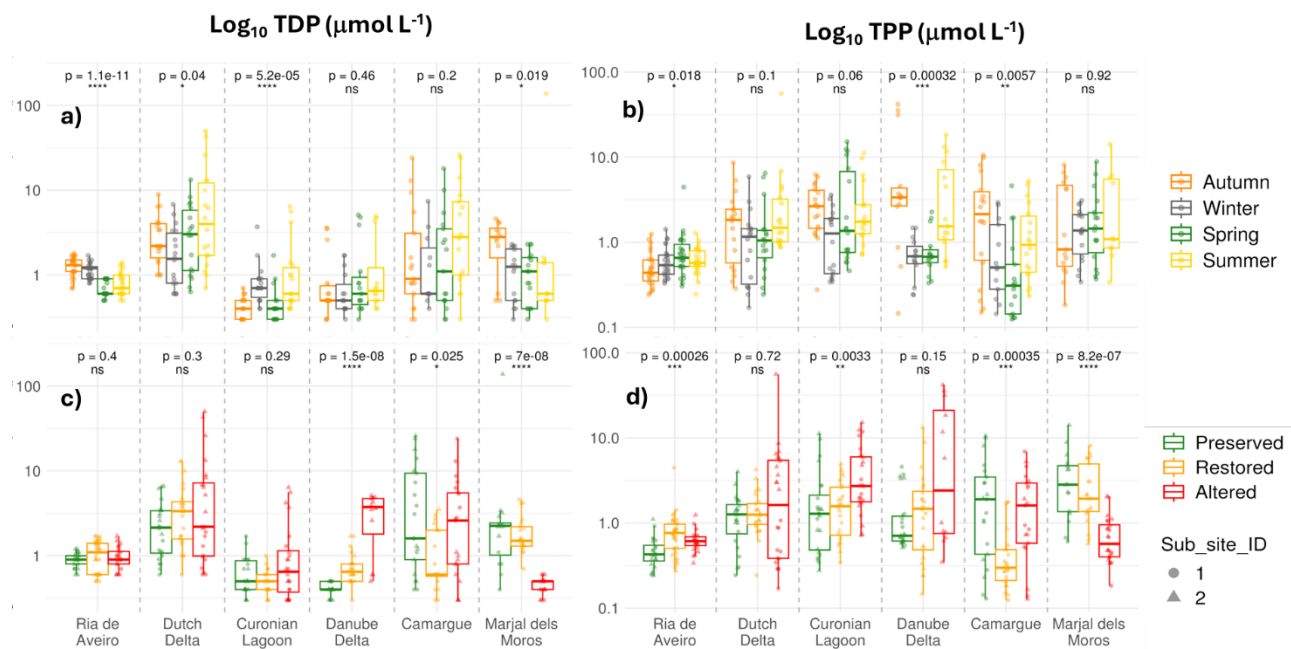 Log₁₀ TDP (μmol L⁻¹)
Log₁₀ TPP (μmol L⁻¹)
p = 1.1e-11
****
p = 0.04
*
p = 5.2e-05
****
p = 0.46
ns
p = 0.2
ns
p = 0.019
*
a)
100
10
1
p = 0.018
*
p = 0.1
ns
p = 0.06
ns
p = 0.00032
***
p = 0.0057
**
p = 0.92
ns
b)
100.0
10.0
1.0
0.1
Autumn
Winter
Spring
Summer
p = 0.4
ns
p = 0.3
ns
p = 0.29
ns
p = 1.5e-08
****
p = 0.025
*
p = 7e-08
****
c)
100
10
1
Ria de
Aveiro
Dutch
Delta
Curonian
Lagoon
Danube
Delta
Camargue
Marjal dels
Moros
p = 0.00026
***
p = 0.72
ns
p = 0.0033
**
p = 0.15
ns
p = 0.00035
***
p = 8.2e-07
****
d)
100.0
10.0
1.0
0.1
Ria de
Aveiro
Dutch
Delta
Curonian
Lagoon
Danube
Delta
Camargue
Marjal dels
Moros
Preserved
Restored
Altered
Sub_site_ID
1
2